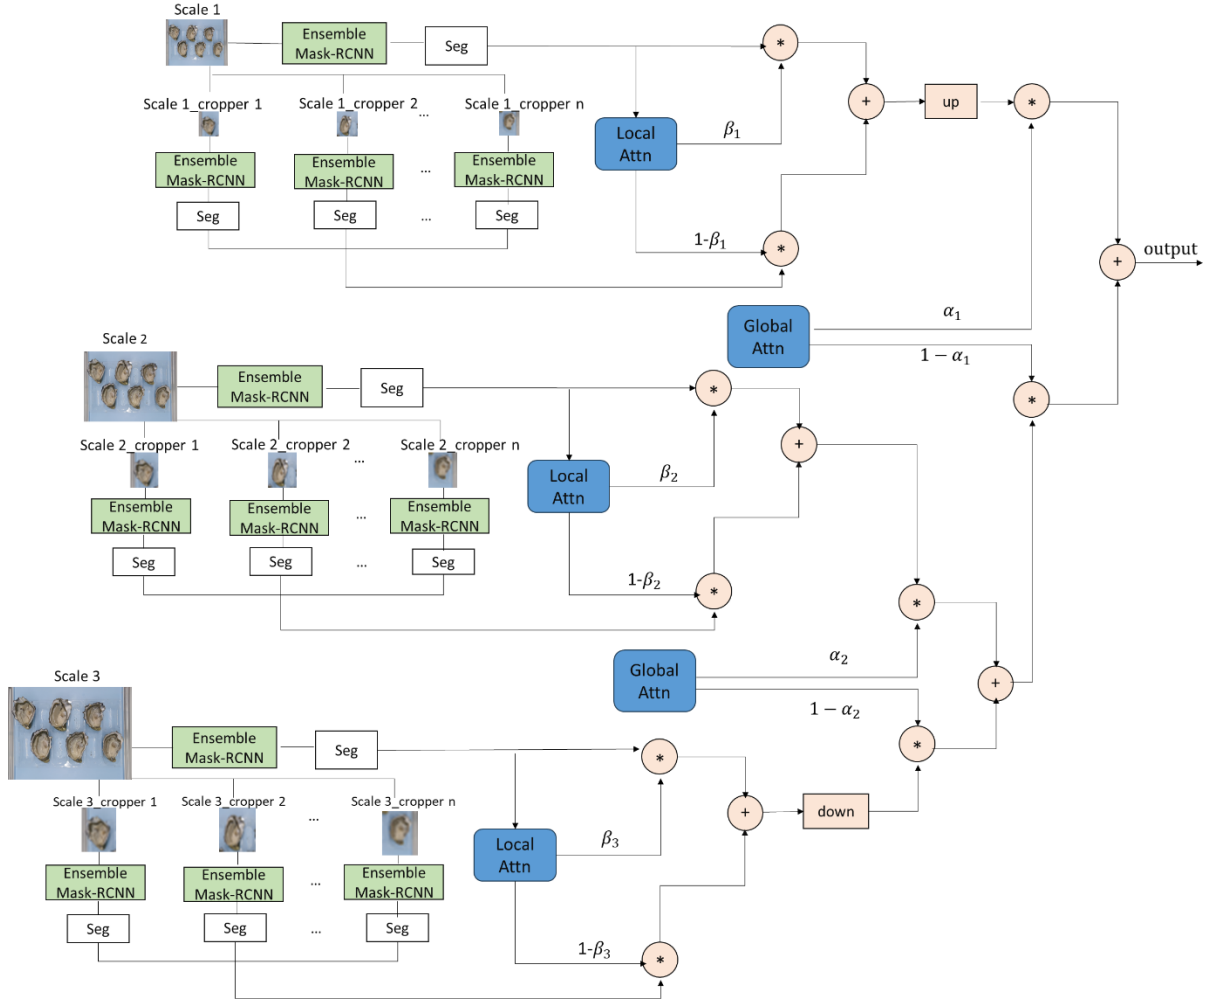 Scale 1
Ensemble
Mask-RCNN
Seg
*
Scale 1_cropper 1
Scale 1_cropper 2
...
Scale 1_cropper n
+
up
*
Local
Attn
β₁
Ensemble
Mask-RCNN
Ensemble
Mask-RCNN
...
Ensemble
Mask-RCNN
Seg
Seg
...
Seg
1-β₁
*
+
output
Global
Attn
α₁
1 − α₁
Scale 2
Ensemble
Mask-RCNN
Seg
*
*
Scale 2_cropper 1
Scale 2_cropper 2
...
Scale 2_cropper n
+
Local
Attn
β₂
Ensemble
Mask-RCNN
Ensemble
Mask-RCNN
...
Ensemble
Mask-RCNN
Seg
Seg
...
Seg
1-β₂
*
*
Global
Attn
α₂
1 − α₂
+
Scale 3
Ensemble
Mask-RCNN
Seg
*
*
Scale 3_cropper 1
Scale 3_cropper 2
...
Scale 3_cropper n
+
down
Local
Attn
β₃
Ensemble
Mask-RCNN
Ensemble
Mask-RCNN
...
Ensemble
Mask-RCNN
Seg
Seg
...
Seg
1-β₃
*